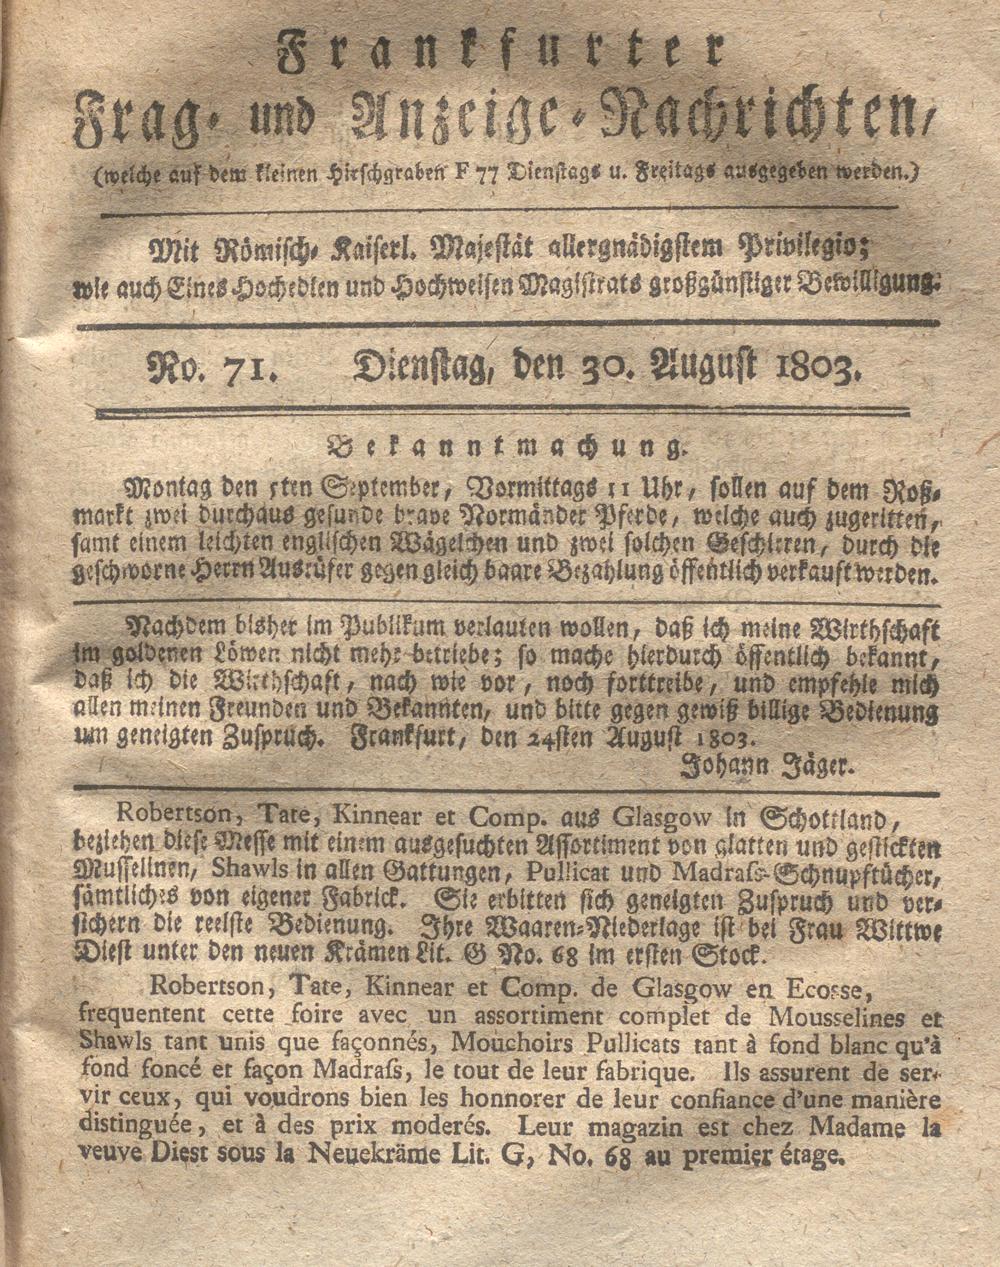 Frankfurter
Frag- und Anzeige-Nachrichten,
(welche auf dem kleinen Hirschgraben F 77 Dienstags u. Freitags ausgegeben werden.)
Mit Römisch- Kaiserl. Majestät allergnädigstem Privilegio;
wie auch Eines Hochedlen und Hochweisen Magistrats großgünstiger Bewilligung.
No. 71. Dienstag, den 30. August 1803.
Bekanntmachung.
Montag den 5ten September, Vormittags 11 Uhr, sollen auf dem Roß-
markt zwei durchaus gesunde brave Normänder Pferde, welche auch zugeritten,
samt einem leichten englischen Wägelchen und zwei solchen Geschirren, durch die
geschworne Herrn Ausrüfer gegen gleich baare Bezahlung öffentlich verkauft werden.
Nachdem bisher im Publikum verlauten wollen, daß ich meine Wirthschaft
im goldenen Löwen nicht mehr betriebe; so mache hierdurch öffentlich bekannt,
daß ich die Wirthschaft, nach wie vor, noch forttreibe, und empfehle mich
allen meinen Freunden und Bekannten, und bitte gegen gewiß billige Bedienung
um geneigten Zuspruch. Frankfurt, den 24sten August 1803.
Johann Jäger.
Robertson, Tate, Kinnear et Comp. aus Glasgow in Schottland,
beziehen diese Messe mit einem ausgesuchten Assortiment von glatten und gestickten
Musselinen, Shawls in allen Gattungen, Pullicat und Madraſs-Schnupftücher,
sämtliches von eigener Fabrick. Sie erbitten sich geneigten Zuspruch und ver-
sichern die reelste Bedienung. Ihre Waaren-Niederlage ist bei Frau Wittwe
Diest unter den neuen Krämen Lit. G No. 68 im ersten Stock.
Robertson, Tate, Kinnear et Comp. de Glasgow en Ecosse,
frequentent cette foire avec un assortiment complet de Mousselines et
Shawls tant unis que façonnés, Mouchoirs Pullicats tant à fond blanc qu'à
fond foncé et façon Madraſs, le tout de leur fabrique. Ils assurent de ser-
vir ceux, qui voudrons bien les honnorer de leur confiance d'une manière
distinguée, et à des prix moderés. Leur magazin est chez Madame la
veuve Diest sous la Neuekräme Lit. G, No. 68 au premier étage.